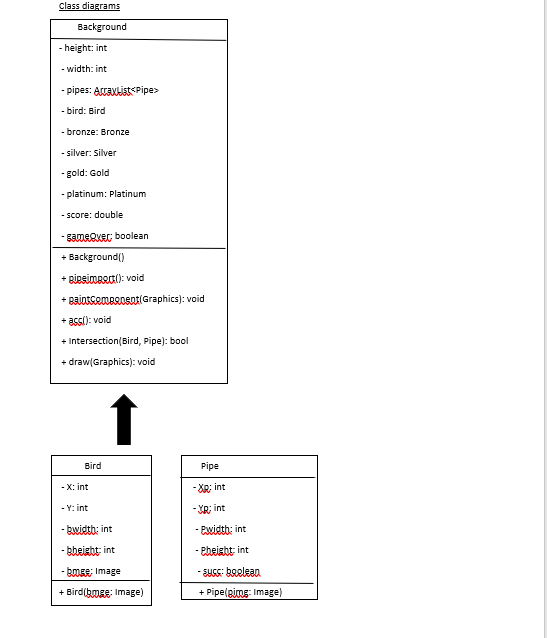 Class diagrams
Background
- height: int
- width: int
- pipes: ArrayList<Pipe>
- bird: Bird
- bronze: Bronze
- silver: Silver
- gold: Gold
- platinum: Platinum
- score: double
- gameOver: boolean
+ Background()
+ pipeimport(): void
+ paintComponent(Graphics): void
+ acc(): void
+ Intersection(Bird, Pipe): bool
+ draw(Graphics): void
Bird
- X: int
- Y: int
- bwidth: int
- bheight: int
- bmge: Image
+ Bird(bmge: Image)
Pipe
- Xp: int
- Yp: int
- Pwidth: int
- Pheight: int
- succ: boolean
+ Pipe(pimg: Image)